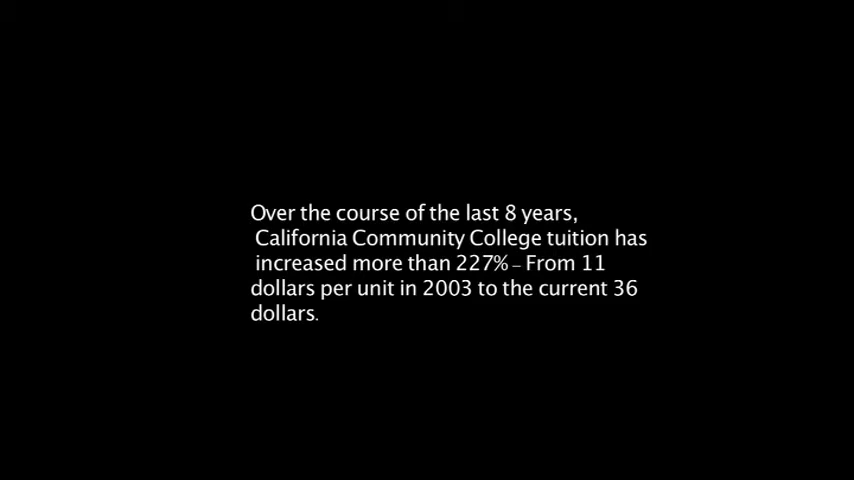 Over the course of the last 8 years,
California Community College tuition has
increased more than 227% – From 11
dollars per unit in 2003 to the current 36
dollars.